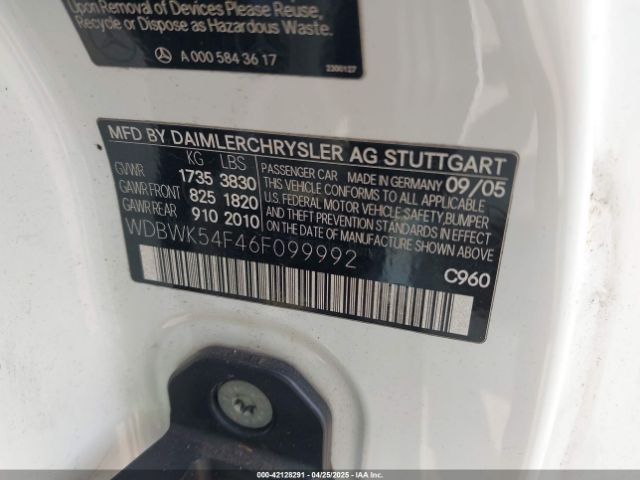 Upon Removal of Devices Please Reuse,
Recycle or Dispose as Hazardous Waste.
A 000 584 36 17
2300127
MFD BY DAIMLERCHRYSLER AG STUTTGART
KG LBS
GVWR 1735 3830
GAWR FRONT 825 1820
GAWR REAR 910 2010
PASSENGER CAR MADE IN GERMANY 09/05
THIS VEHICLE CONFORMS TO ALL APPLICABLE
U.S. FEDERAL MOTOR VEHICLE SAFETY, BUMPER
AND THEFT PREVENTION STANDARDS IN EFFECT
ON THE DATE OF MANUFACTURE SHOWN ABOVE.
WDBWK54F46F099992
C960
000-42128291 - 04/25/2025 - IAAI.COM